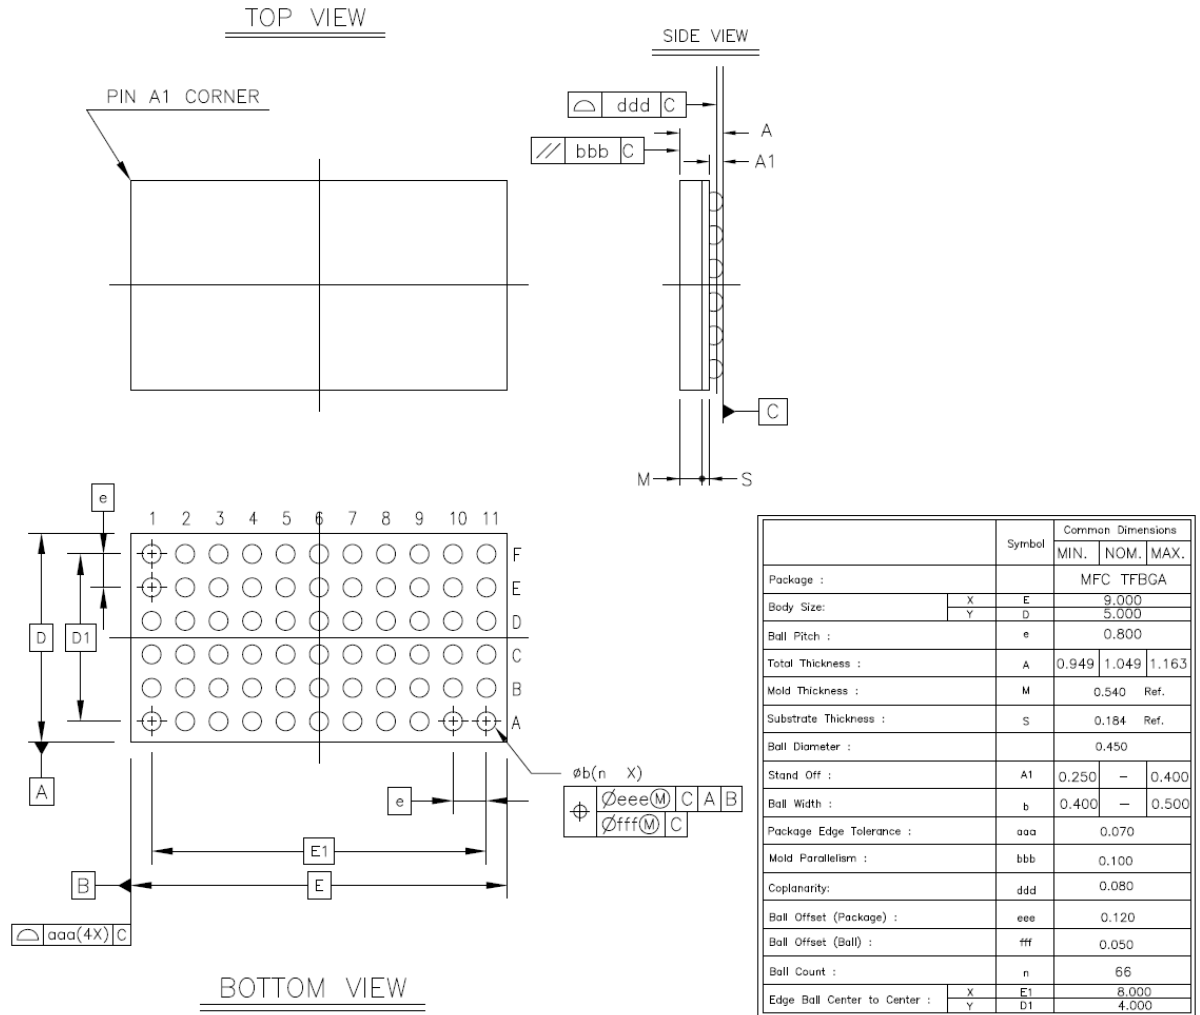 TOP VIEW
SIDE VIEW
PIN A1 CORNER
ddd C
A
// bbb C
A1
C
M S
e
1 2 3 4 5 6 7 8 9 10 11
F
E
D D1 D
C
B
A
A
øb(n X)
e
Øeee Ⓜ C A B
Øfff Ⓜ C
E1
B E
aaa(4X) C
BOTTOM VIEW
Symbol Common Dimensions
MIN. NOM. MAX.
Package : MFC TFBGA
Body Size: X E 9.000
Y D 5.000
Ball Pitch : e 0.800
Total Thickness : A 0.949 1.049 1.163
Mold Thickness : M 0.540 Ref.
Substrate Thickness : S 0.184 Ref.
Ball Diameter : 0.450
Stand Off : A1 0.250 – 0.400
Ball Width : b 0.400 – 0.500
Package Edge Tolerance : aaa 0.070
Mold Parallelism : bbb 0.100
Coplanarity: ddd 0.080
Ball Offset (Package) : eee 0.120
Ball Offset (Ball) : fff 0.050
Ball Count : n 66
Edge Ball Center to Center : X E1 8.000
Y D1 4.000